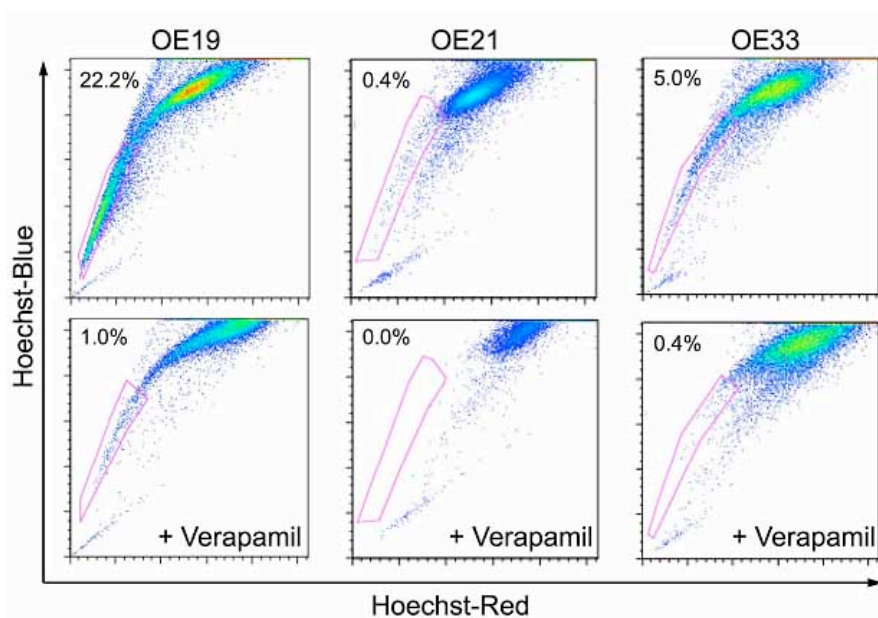 OE19 OE21 OE33
22.2% 0.4% 5.0%
1.0% 0.0% 0.4%
+ Verapamil + Verapamil + Verapamil
Hoechst-Blue
Hoechst-Red